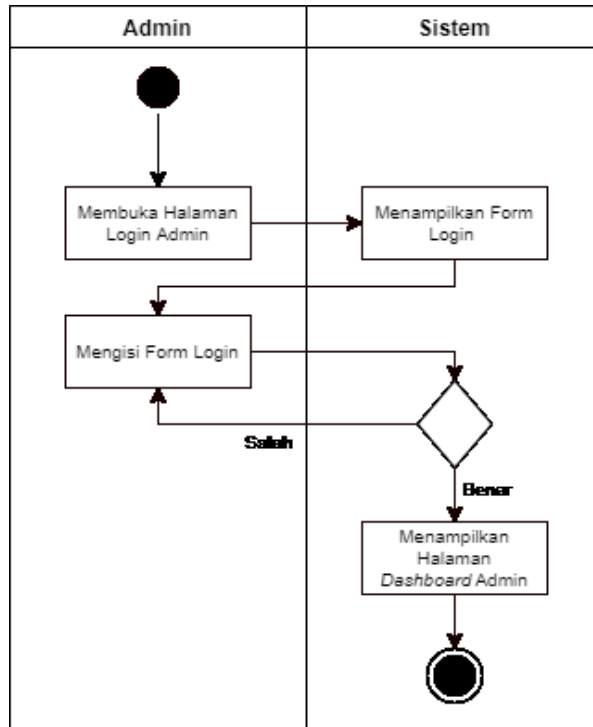 Admin
Sistem
Membuka Halaman
Login Admin
Menampilkan Form
Login
Mengisi Form Login
Salah
Benar
Menampilkan
Halaman
Dashboard Admin